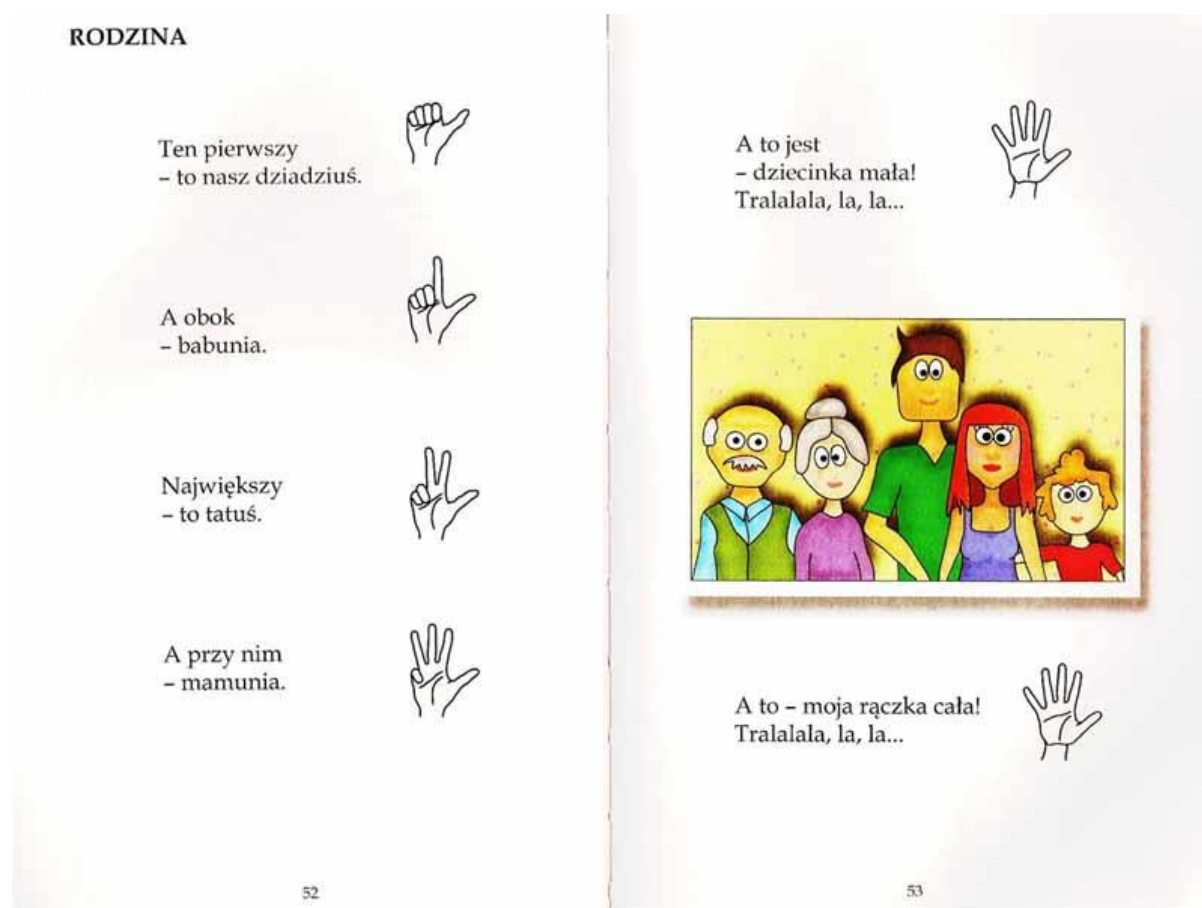 RODZINA
Ten pierwszy
– to nasz dziadziuś.
A obok
– babunia.
Największy
– to tatuś.
A przy nim
– mamunia.
52
A to jest
– dziecinka mała!
Tralalala, la, la...
A to – moja rączka cała!
Tralalala, la, la...
53